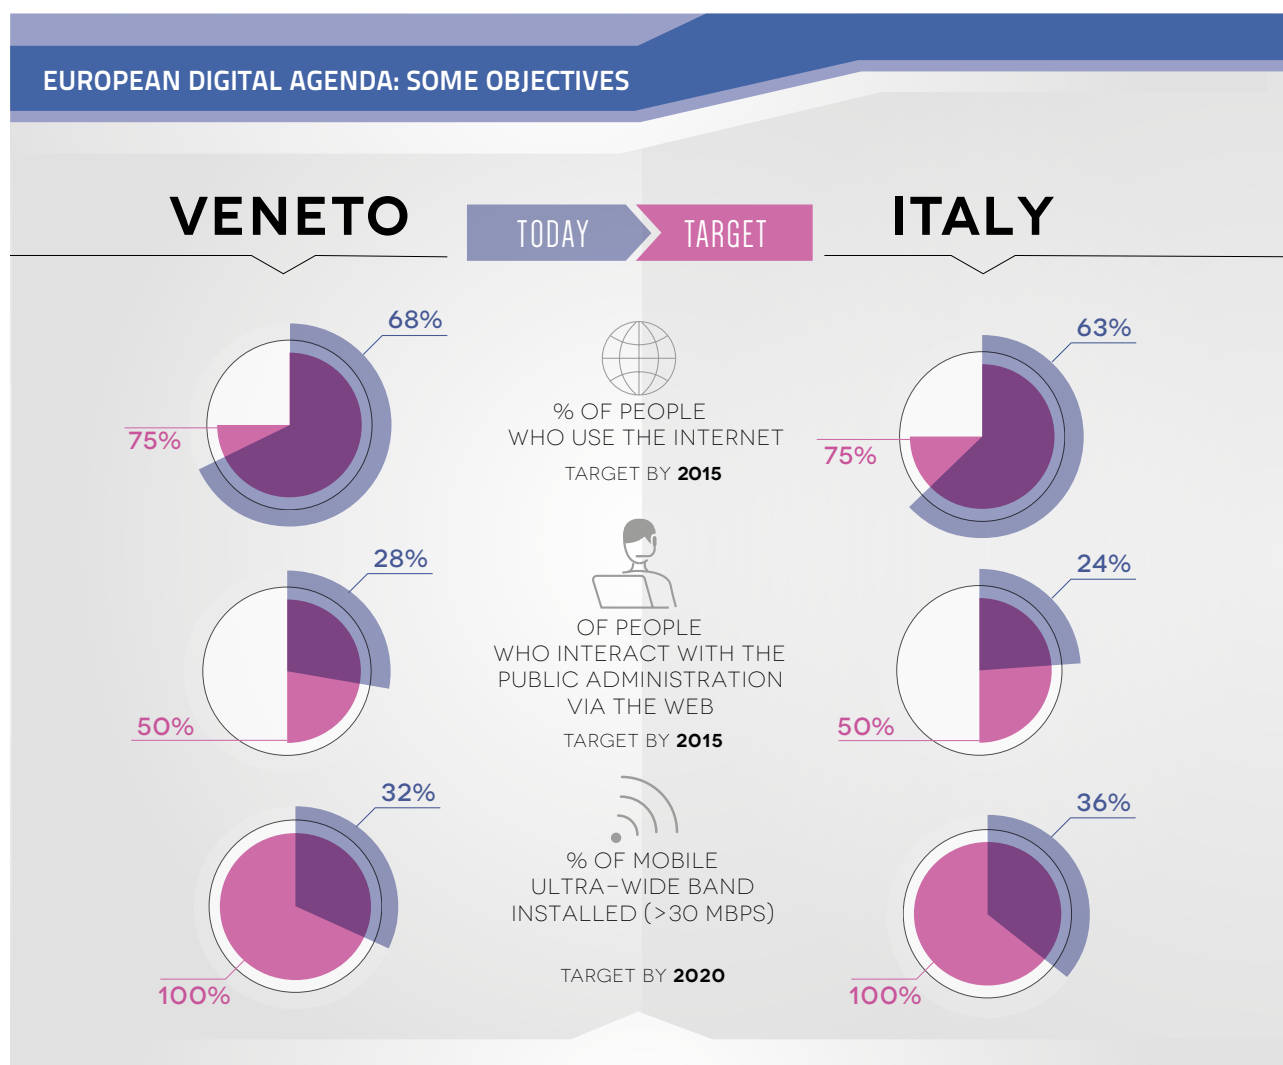 EUROPEAN DIGITAL AGENDA: SOME OBJECTIVES
VENETO
TODAY
TARGET
ITALY
68%
75%
% OF PEOPLE
WHO USE THE INTERNET
TARGET BY 2015
63%
75%
28%
50%
OF PEOPLE
WHO INTERACT WITH THE
PUBLIC ADMINISTRATION
VIA THE WEB
TARGET BY 2015
24%
50%
32%
100%
% OF MOBILE
ULTRA-WIDE BAND
INSTALLED (>30 MBPS)
TARGET BY 2020
36%
100%